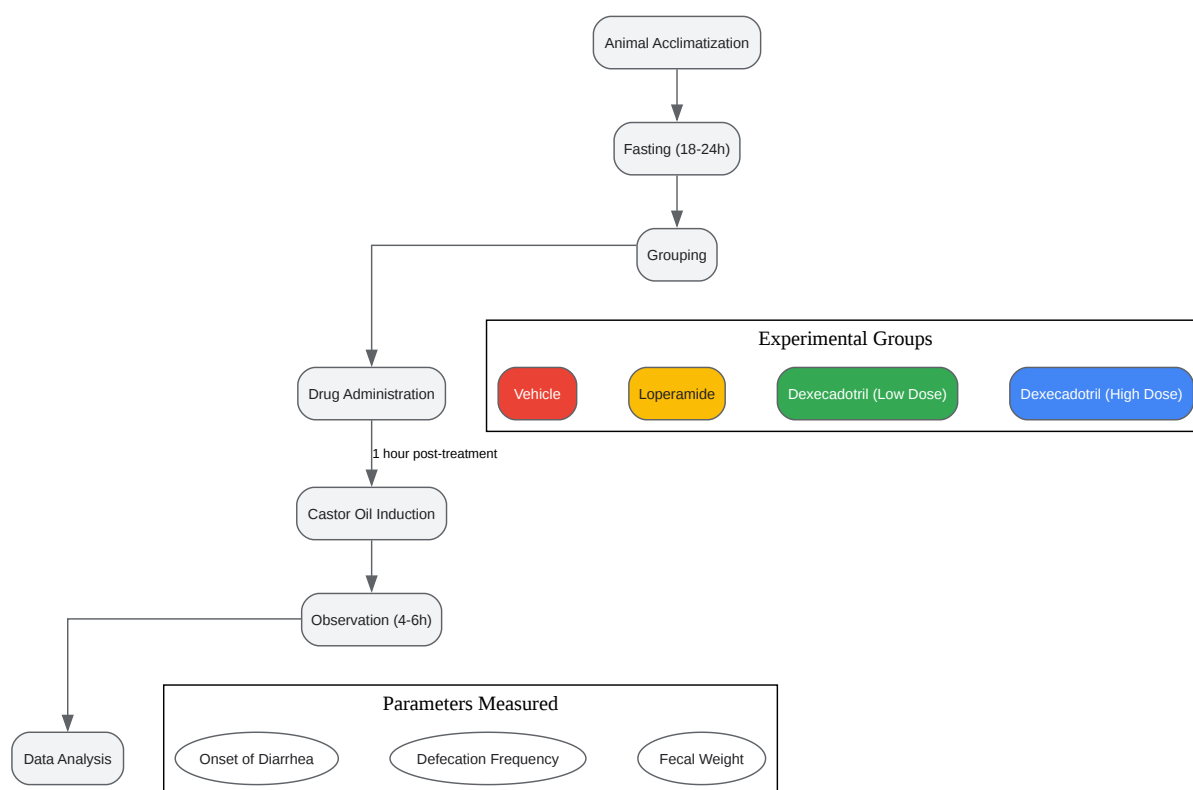 Animal Acclimatization
Fasting (18-24h)
Grouping
Experimental Groups
Drug Administration
Vehicle
Loperamide
Dexecadotril (Low Dose)
Dexecadotril (High Dose)
1 hour post-treatment
Castor Oil Induction
Observation (4-6h)
Parameters Measured
Data Analysis
Onset of Diarrhea
Defecation Frequency
Fecal Weight